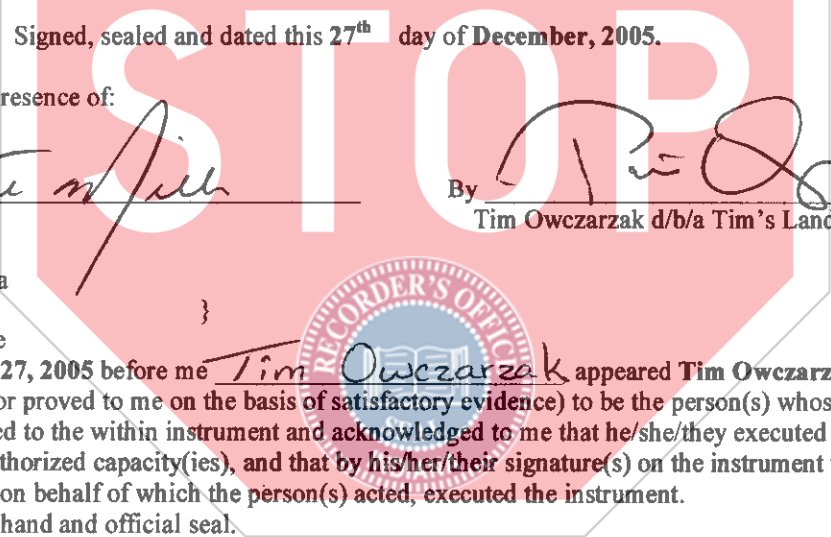 STOP
Signed, sealed and dated this 27th day of December, 2005.
resence of:
By
Tim Owczarzak d/b/a Tim's Land
a
}
e
27, 2005 before me Tim Owczarzak appeared Tim Owczarz
or proved to me on the basis of satisfactory evidence) to be the person(s) whos
ed to the within instrument and acknowledged to me that he/she/they executed
thorized capacity(ies), and that by his/her/their signature(s) on the instrument
on behalf of which the person(s) acted, executed the instrument.
hand and official seal.
RECORDER'S OFFIC